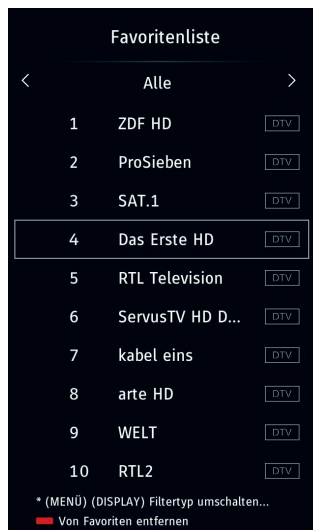 Favoritenliste
Alle
1 ZDF HD DTV
2 ProSieben DTV
3 SAT.1 DTV
4 Das Erste HD DTV
5 RTL Television DTV
6 ServusTV HD D... DTV
7 kabel eins DTV
8 arte HD DTV
9 WELT DTV
10 RTL2 DTV
* (MENÜ) (DISPLAY) Filtertyp umschalten...
Von Favoriten entfernen